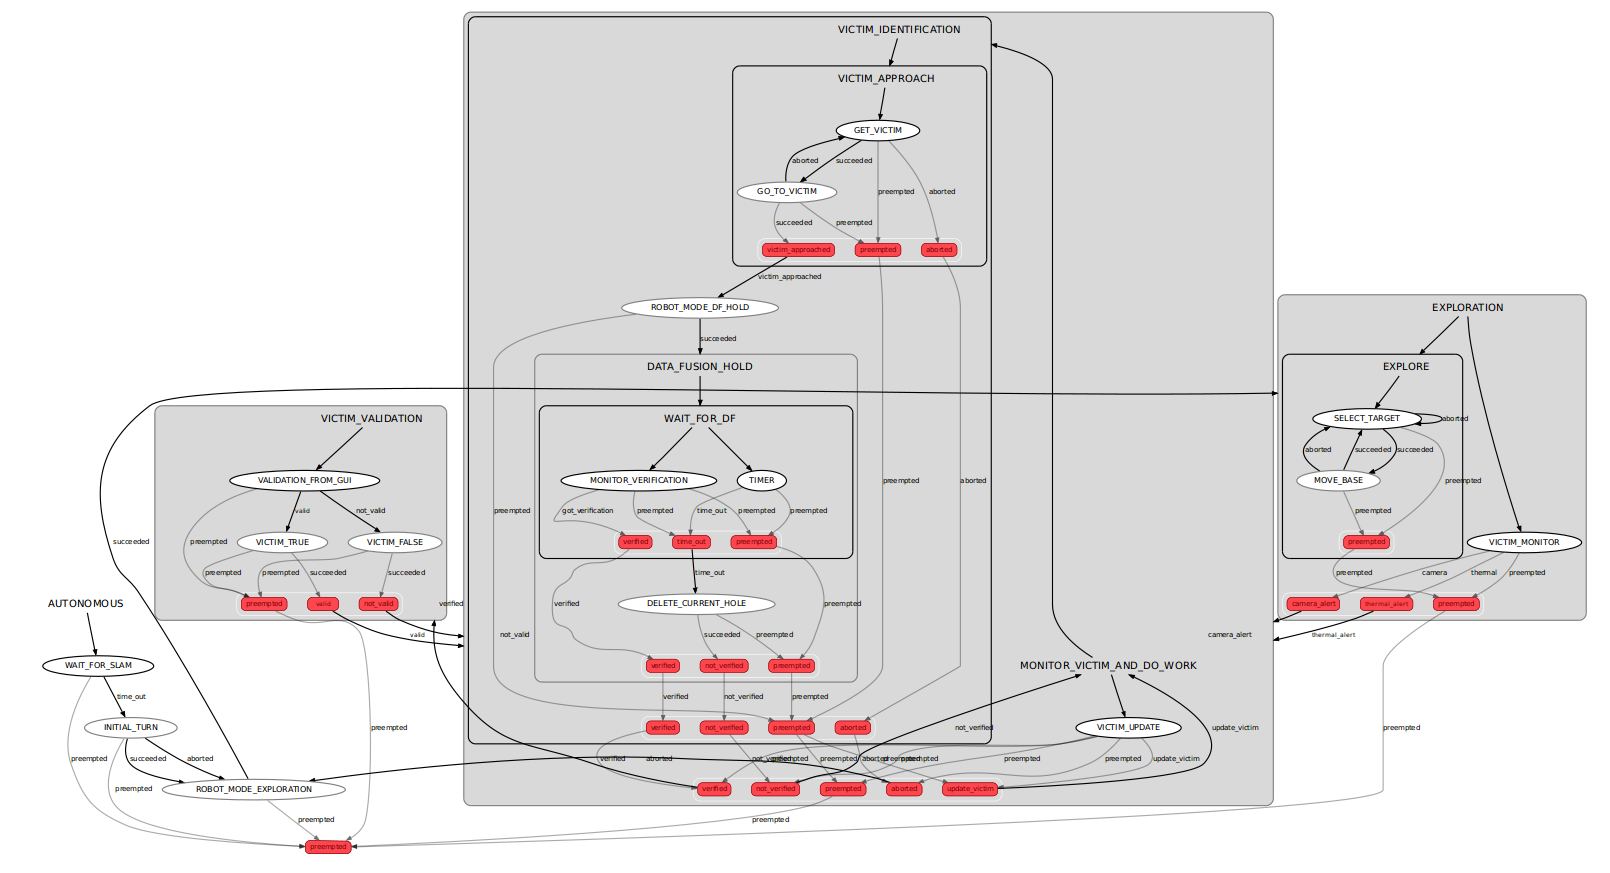 VICTIM_IDENTIFICATION
VICTIM_APPROACH
GET_VICTIM
aborted
succeeded
GO_TO_VICTIM
preempted
aborted
succeeded
preempted
victim_approached
preempted
aborted
victim_approached
ROBOT_MODE_DF_HOLD
succeeded
DATA_FUSION_HOLD
WAIT_FOR_DF
MONITOR_VERIFICATION
TIMER
preempted
got_verification
preempted
time_out
preempted
preempted
preempted
aborted
verified
time_out
preempted
time_out
verified
DELETE_CURRENT_HOLE
preempted
succeeded
preempted
not_valid
verified
not_verified
preempted
verified
not_verified
preempted
verified
not_verified
preempted
aborted
EXPLORATION
EXPLORE
SELECT_TARGET
aborted
aborted
succeeded
succeeded
MOVE_BASE
preempted
preempted
preempted
VICTIM_MONITOR
preempted
camera
thermal
preempted
camera_alert
thermal_alert
preempted
camera_alert
thermal_alert
VICTIM_VALIDATION
VALIDATION_FROM_GUI
valid
not_valid
succeeded
preempted
VICTIM_TRUE
VICTIM_FALSE
preempted
preempted
succeeded
succeeded
preempted
valid
not_valid
verified
valid
AUTONOMOUS
WAIT_FOR_SLAM
time_out
INITIAL_TURN
preempted
preempted
succeeded
aborted
preempted
ROBOT_MODE_EXPLORATION
preempted
preempted
MONITOR_VICTIM_AND_DO_WORK
VICTIM_UPDATE
not_verified
update_victim
verified
aborted
not_verified
preempted
preempted
aborted
preempted
preempted
preempted
preempted
update_victim
verified
not_verified
preempted
aborted
update_victim
preempted
preempted